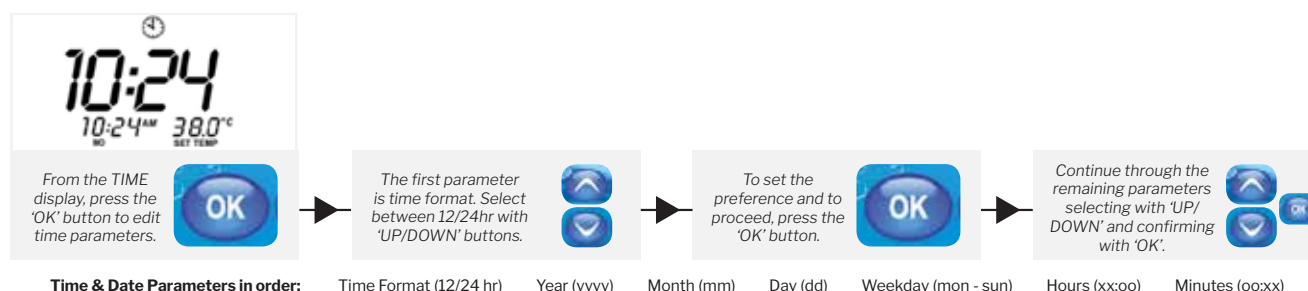 10:24
10:24AM 38.0°C
MO SET TEMP
From the TIME
display, press the
‘OK’ button to edit
time parameters.
OK
The first parameter
is time format. Select
between 12/24hr with
‘UP/DOWN’ buttons.
To set the
preference and to
proceed, press the
‘OK’ button.
OK
Continue through the
remaining parameters
selecting with ‘UP/
DOWN’ and confirming
with ‘OK’.
OK
Time & Date Parameters in order: Time Format (12/24 hr) Year (yyyy) Month (mm) Day (dd) Weekday (mon - sun) Hours (xx:oo) Minutes (oo:xx)